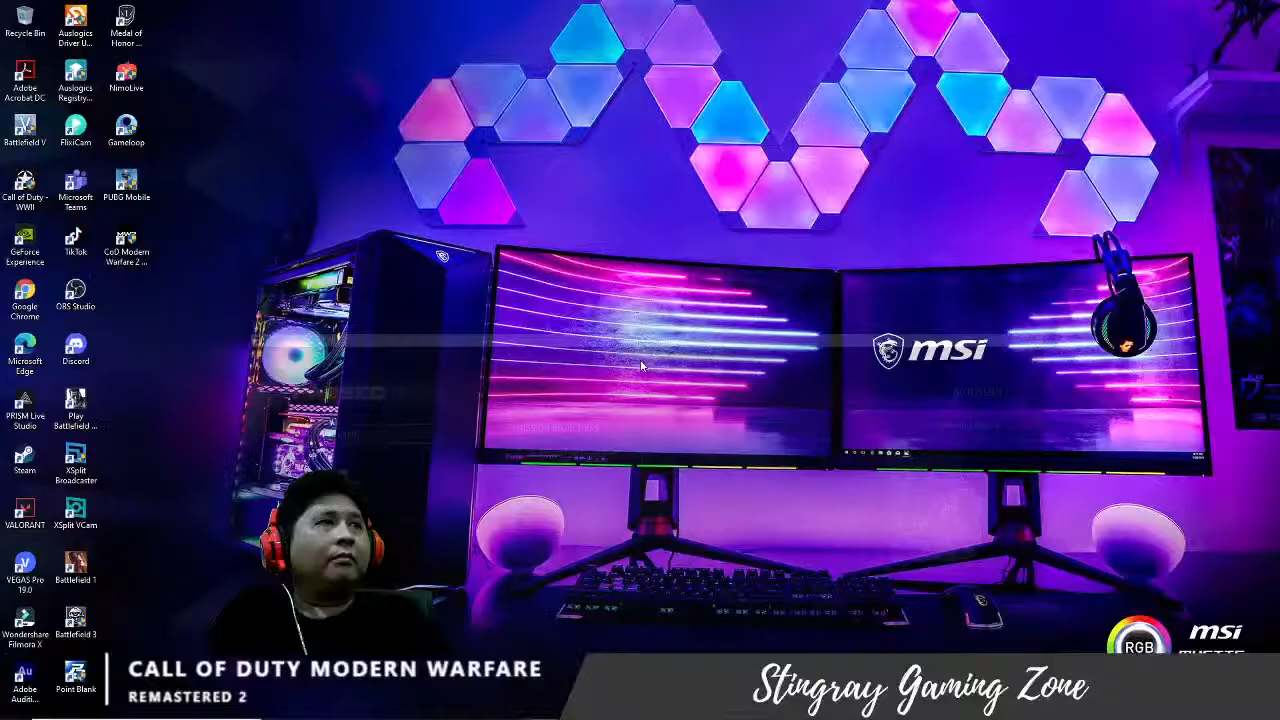 Recycle Bin
Auslogics
Driver U...
Medal of
Honor ...
Adobe
Acrobat DC
Auslogics
Registry...
NimoLive
Battlefield V
FlixiCam
Gameloop
Call of Duty -
WWII
Microsoft
Teams
PUBG Mobile
GeForce
Experience
TikTok
CoD Modern
Warfare 2 ...
Google
Chrome
OBS Studio
Microsoft
Edge
Discord
msi
PRISM Live
Studio
Play
Battlefield ...
Steam
XSplit
Broadcaster
VALORANT
XSplit VCam
VEGAS Pro
19.0
Battlefield 1
Wondershare
Filmora X
Battlefield 3
RGB
msi
Au
Adobe
Auditi...
Point Blank
CALL OF DUTY MODERN WARFARE
REMASTERED 2
Stingray Gaming Zone